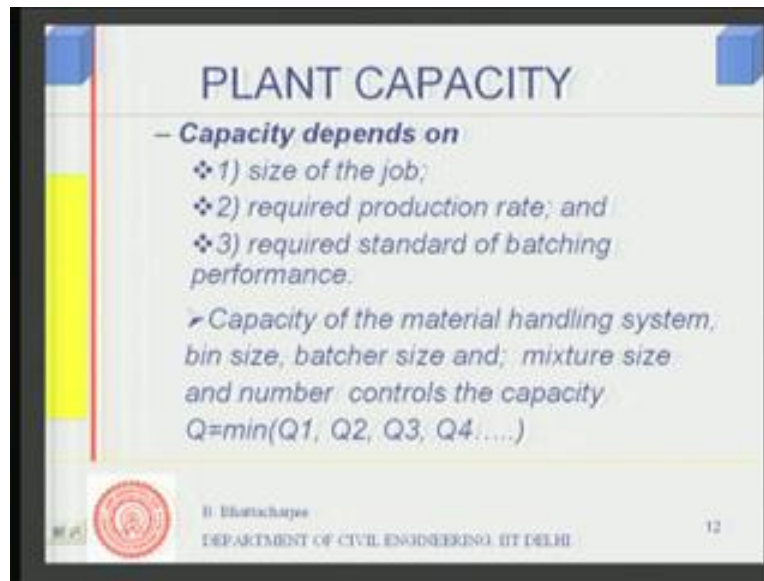 PLANT CAPACITY
– Capacity depends on
❖1) size of the job;
❖2) required production rate; and
❖3) required standard of batching
performance.
➢Capacity of the material handling system,
bin size, batcher size and; mixture size
and number controls the capacity
Q=min(Q1, Q2, Q3, Q4…..)
B. Bhattacharjee
DEPARTMENT OF CIVIL ENGINEERING, IIT DELHI
12